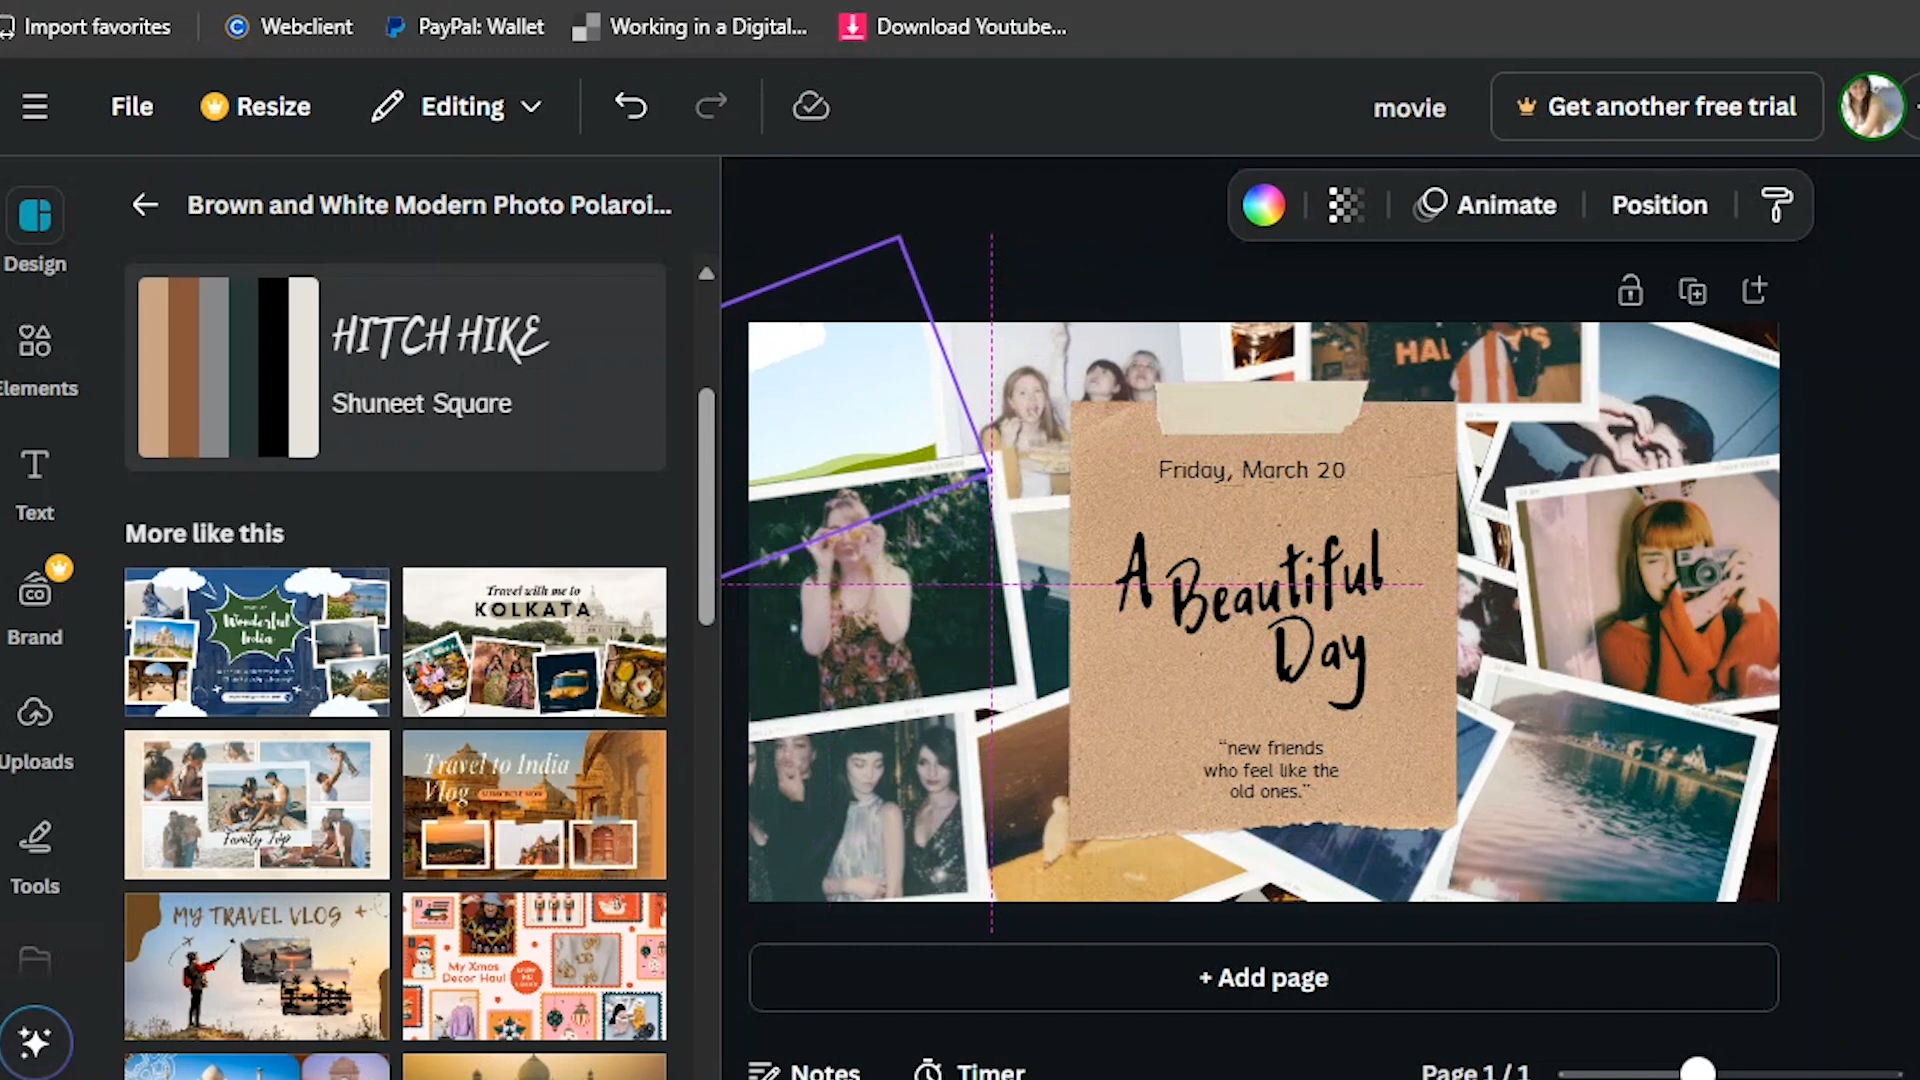 Import favorites
Webclient
PayPal: Wallet
Working in a Digital...
Download Youtube...
File
Resize
Editing
movie
Get another free trial
Design
Elements
Text
Brand
Uploads
Tools
Brown and White Modern Photo Polaroi...
HITCH HIKE
Shuneet Square
More like this
Wonderful
India
Travel with me to
KOLKATA
Family Trip
Travel to India
Vlog
MY TRAVEL VLOG
My Xmas
Decor Haul
Animate
Position
Friday, March 20
A Beautiful
Day
“new friends
who feel like the
old ones.”
+ Add page
Notes
Timer
Page 1 / 1